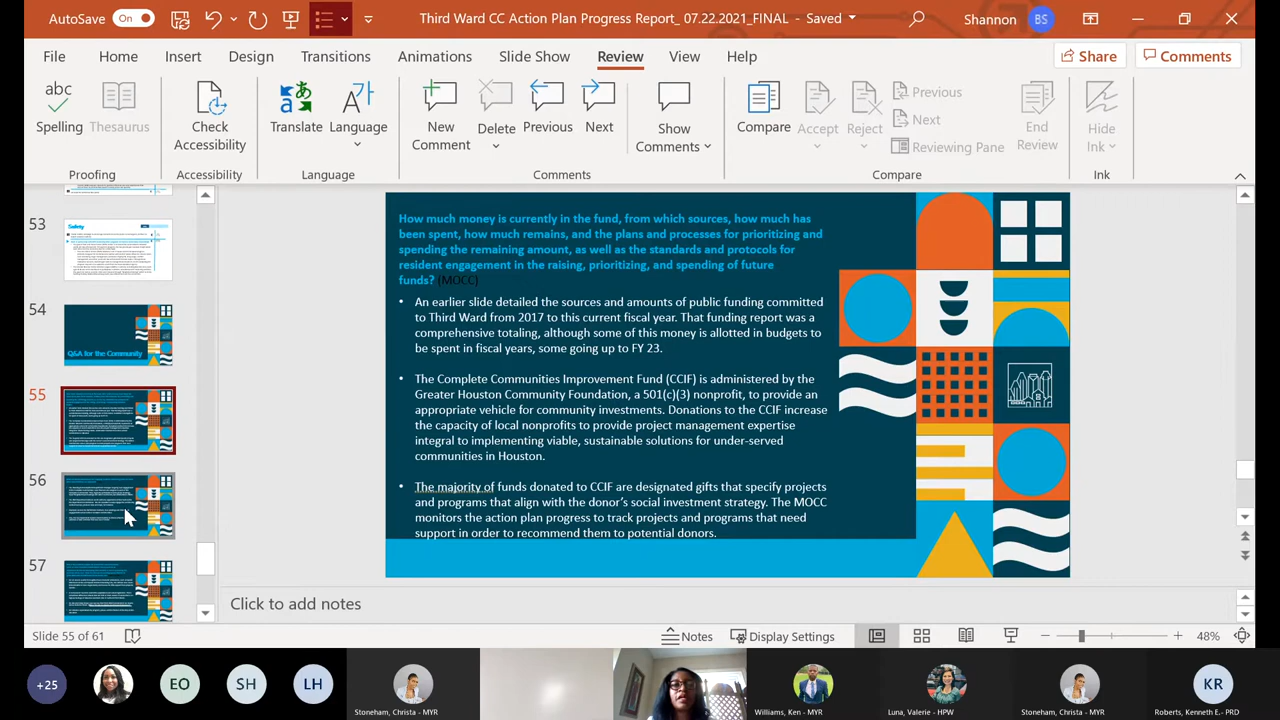 AutoSave On Third Ward CC Action Plan Progress Report_ 07.22.2021_FINAL - Saved Shannon BS
File Home Insert Design Transitions Animations Slide Show Review View Help Share Comments
abc
Spelling Thesaurus Check Accessibility Translate Language New Comment Delete Previous Next Show Comments Compare Accept Reject Previous Next Reviewing Pane End Review Hide Ink
Proofing Accessibility Language Comments Compare Ink
53
Safety
54
Q&A for the Community
55
56
57
How much money is currently in the fund, from which sources, how much has
been spent, how much remains, and the plans and processes for prioritizing and
spending the remaining amount, as well as the standards and protocols for
resident engagement in the raising, prioritizing, and spending of future
funds? (MOCC)
• An earlier slide detailed the sources and amounts of public funding committed
to Third Ward from 2017 to this current fiscal year. That funding report was a
comprehensive totaling, although some of this money is allotted in budgets to
be spent in fiscal years, some going up to FY 23.
• The Complete Communities Improvement Fund (CCIF) is administered by the
Greater Houston Community Foundation, a 501(c)(3) nonprofit, to provide an
appropriate vehicle for community investments. Donations to the CCIF increase
the capacity of local nonprofits to provide project management expertise
integral to implementing viable, sustainable solutions for under-served
communities in Houston.
• The majority of funds donated to CCIF are designated gifts that specify projects
and programs that align with the donor's social investment strategy. The MOCC
monitors the action plan progress to track projects and programs that need
support in order to recommend them to potential donors.
Click to add notes
Slide 55 of 61 Notes Display Settings 48%
+25 EO SH LH KR
Stoneham, Christa - MYR Williams, Ken - MYR Luna, Valerie - HPW Stoneham, Christa - MYR Roberts, Kenneth E.- PRD